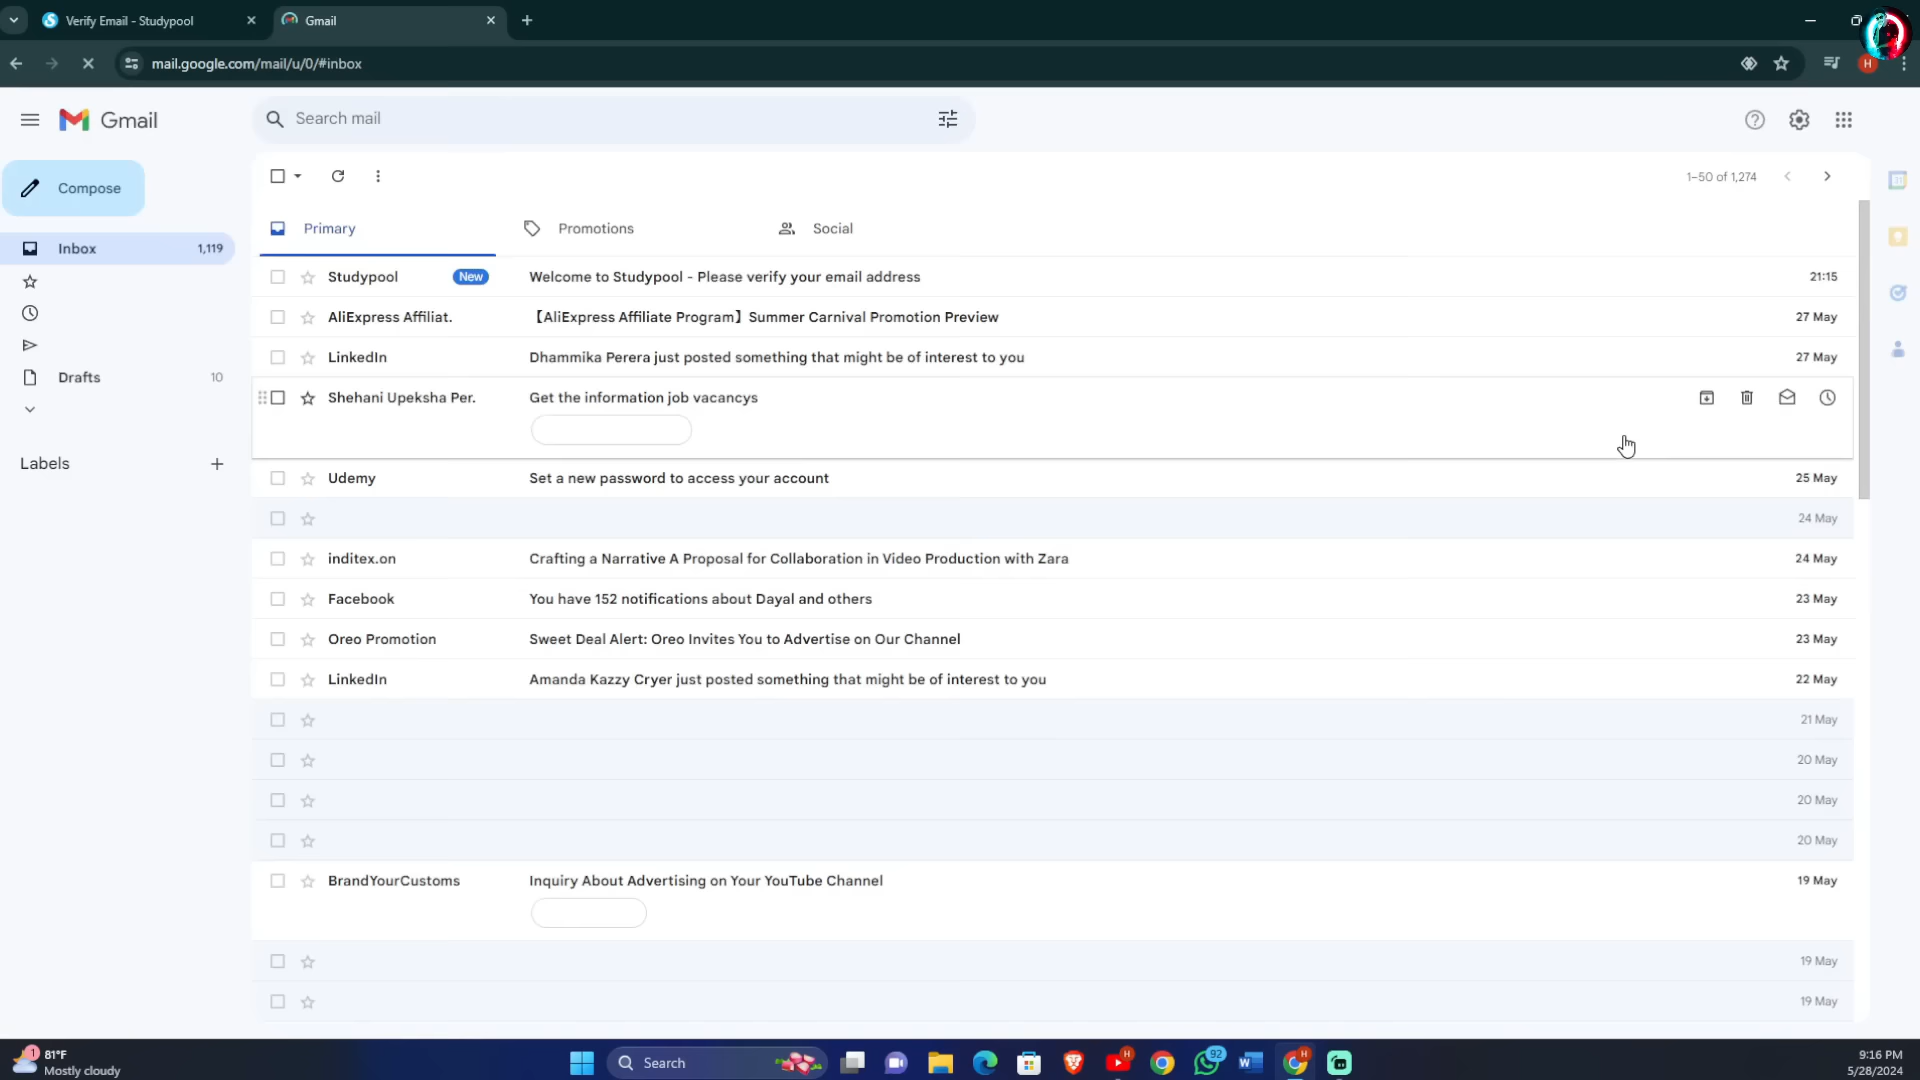 Verify Email - Studypool
Gmail
mail.google.com/mail/u/0/#inbox
H
Gmail
Search mail
Compose
1–50 of 1,274
Inbox 1,119
Primary
Promotions
Social
Studypool New Welcome to Studypool - Please verify your email address 21:15
AliExpress Affiliat. 【AliExpress Affiliate Program】Summer Carnival Promotion Preview 27 May
LinkedIn Dhammika Perera just posted something that might be of interest to you 27 May
Drafts 10
Shehani Upeksha Per. Get the information job vacancys
Labels
Udemy Set a new password to access your account 25 May
24 May
inditex.on Crafting a Narrative A Proposal for Collaboration in Video Production with Zara 24 May
Facebook You have 152 notifications about Dayal and others 23 May
Oreo Promotion Sweet Deal Alert: Oreo Invites You to Advertise on Our Channel 23 May
LinkedIn Amanda Kazzy Cryer just posted something that might be of interest to you 22 May
21 May
20 May
20 May
20 May
BrandYourCustoms Inquiry About Advertising on Your YouTube Channel 19 May
19 May
19 May
1
81°F
Mostly cloudy
Search
H
92
H
9:16 PM
5/28/2024